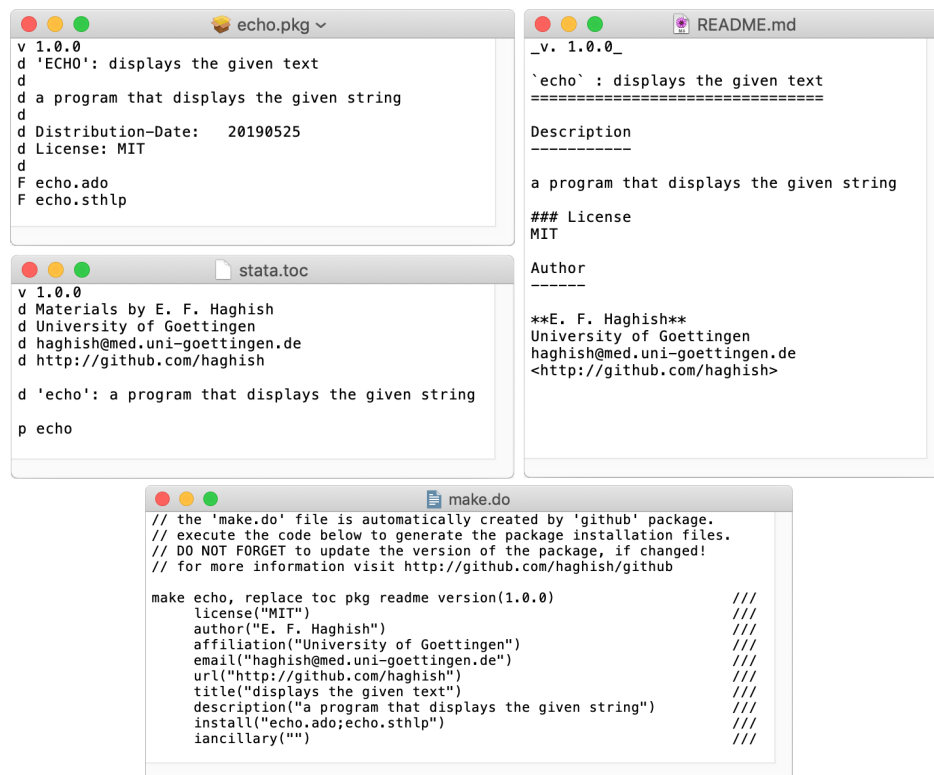 echo.pkg
v 1.0.0
d 'ECHO': displays the given text
d
d a program that displays the given string
d
d Distribution-Date:   20190525
d License: MIT
d
F echo.ado
F echo.sthlp
README.md
_v. 1.0.0_
`echo` : displays the given text
================================
Description
-----------
a program that displays the given string
### License
MIT
Author
------
**E. F. Haghish**
University of Goettingen
haghish@med.uni-goettingen.de
<http://github.com/haghish>
stata.toc
v 1.0.0
d Materials by E. F. Haghish
d University of Goettingen
d haghish@med.uni-goettingen.de
d http://github.com/haghish
d 'echo': a program that displays the given string
p echo
make.do
// the 'make.do' file is automatically created by 'github' package.
// execute the code below to generate the package installation files.
// DO NOT FORGET to update the version of the package, if changed!
// for more information visit http://github.com/haghish/github
make echo, replace toc pkg readme version(1.0.0) ///
license("MIT") ///
author("E. F. Haghish") ///
affiliation("University of Goettingen") ///
email("haghish@med.uni-goettingen.de") ///
url("http://github.com/haghish") ///
title("displays the given text") ///
description("a program that displays the given string") ///
install("echo.ado;echo.sthlp") ///
iancillary("") ///